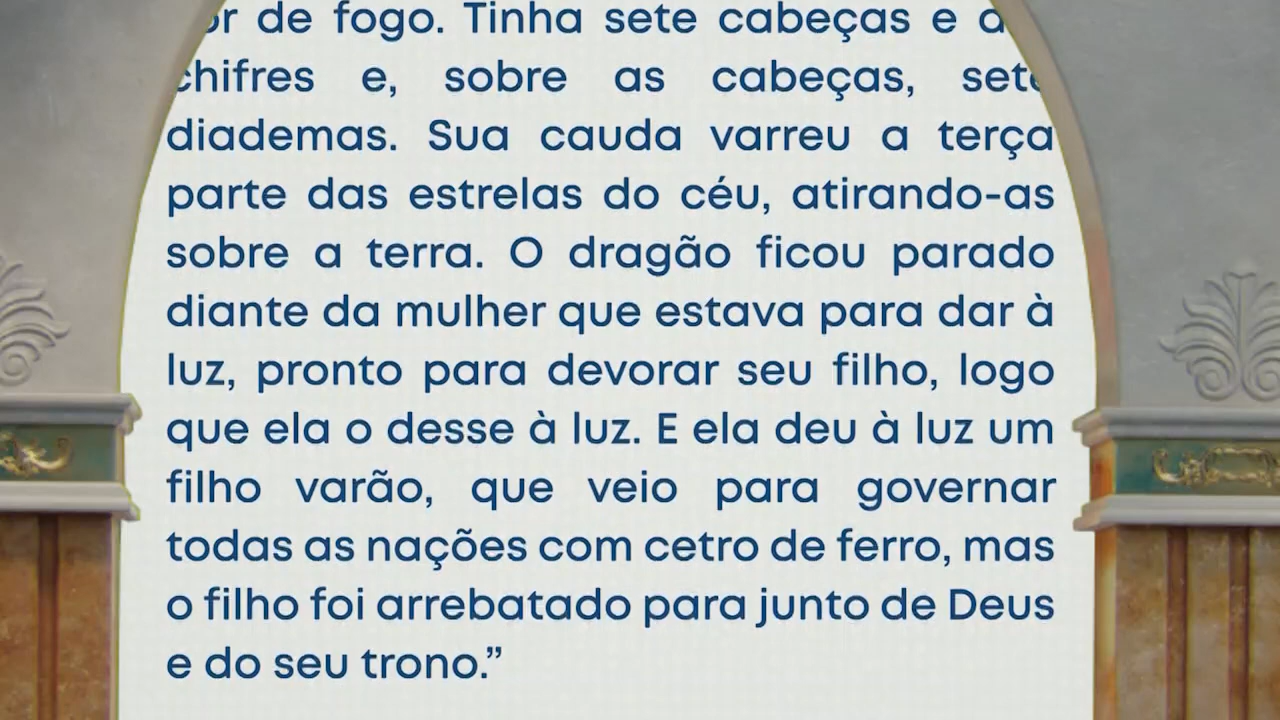 de fogo. Tinha sete cabeças e
chifres e, sobre as cabeças, sete
diademas. Sua cauda varreu a terça
parte das estrelas do céu, atirando-as
sobre a terra. O dragão ficou parado
diante da mulher que estava para dar à
luz, pronto para devorar seu filho, logo
que ela o desse à luz. E ela deu à luz um
filho varão, que veio para governar
todas as nações com cetro de ferro, mas
o filho foi arrebatado para junto de Deus
e do seu trono.”